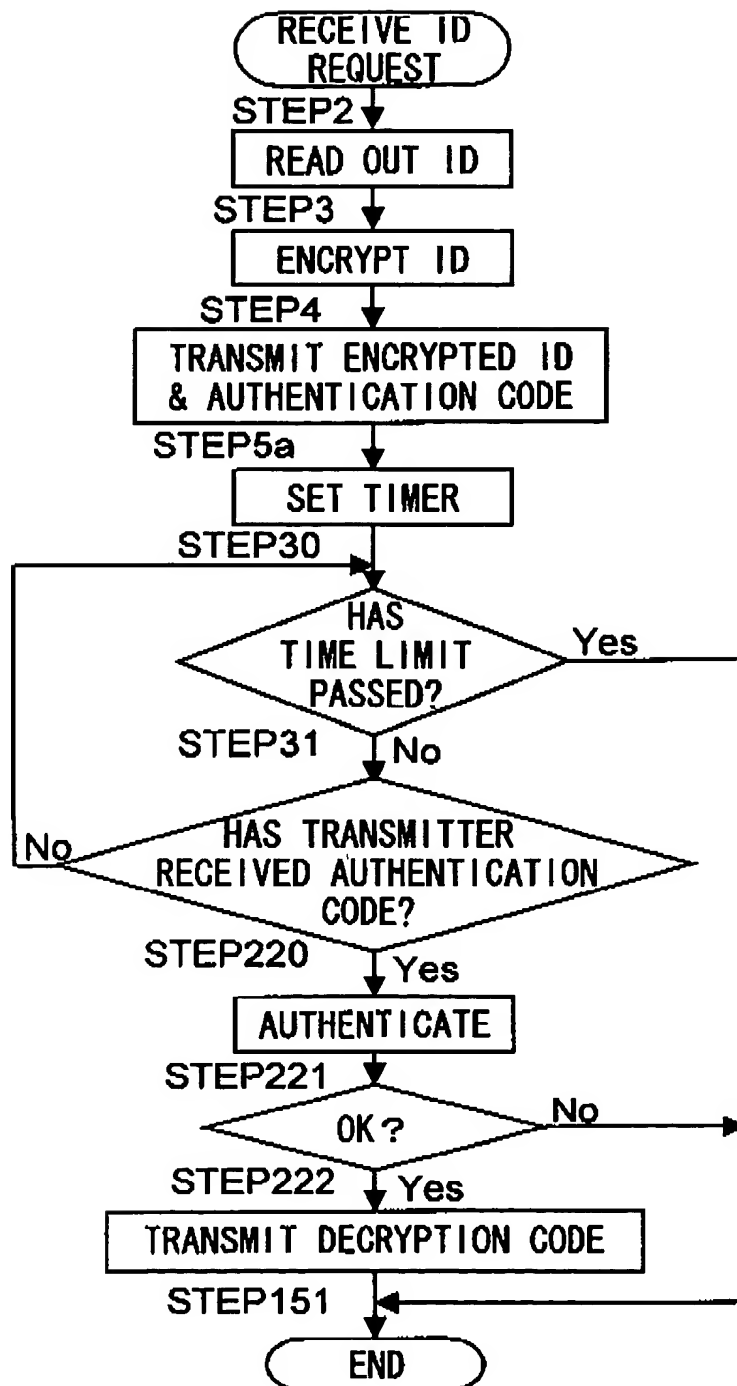 RECEIVE ID
REQUEST
STEP2
READ OUT ID
STEP3
ENCRYPT ID
STEP4
TRANSMIT ENCRYPTED ID
& AUTHENTICATION CODE
STEP5a
SET TIMER
STEP30
HAS
TIME LIMIT
PASSED?
Yes
STEP31
No
HAS TRANSMITTER
RECEIVED AUTHENTICATION
CODE?
No
STEP220
Yes
AUTHENTICATE
STEP221
OK?
No
STEP222
Yes
TRANSMIT DECRYPTION CODE
STEP151
END